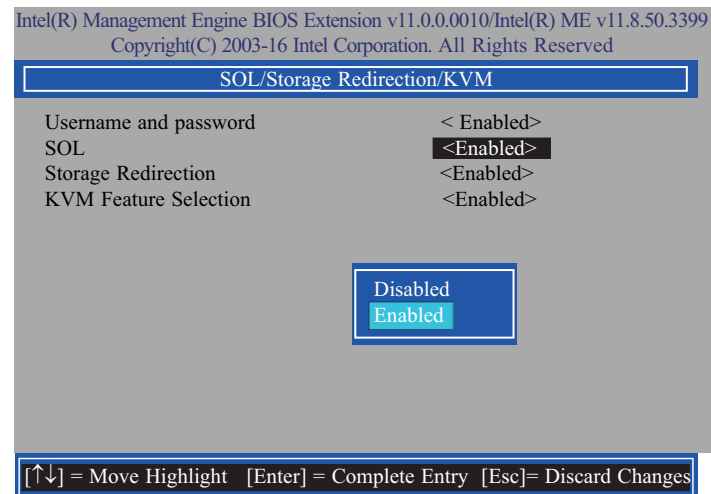 Intel(R) Management Engine BIOS Extension v11.0.0.0010/Intel(R) ME v11.8.50.3399
Copyright(C) 2003-16 Intel Corporation. All Rights Reserved
SOL/Storage Redirection/KVM
Username and password < Enabled>
SOL <Enabled>
Storage Redirection <Enabled>
KVM Feature Selection <Enabled>
Disabled
Enabled
[↑↓] = Move Highlight [Enter] = Complete Entry [Esc]= Discard Changes